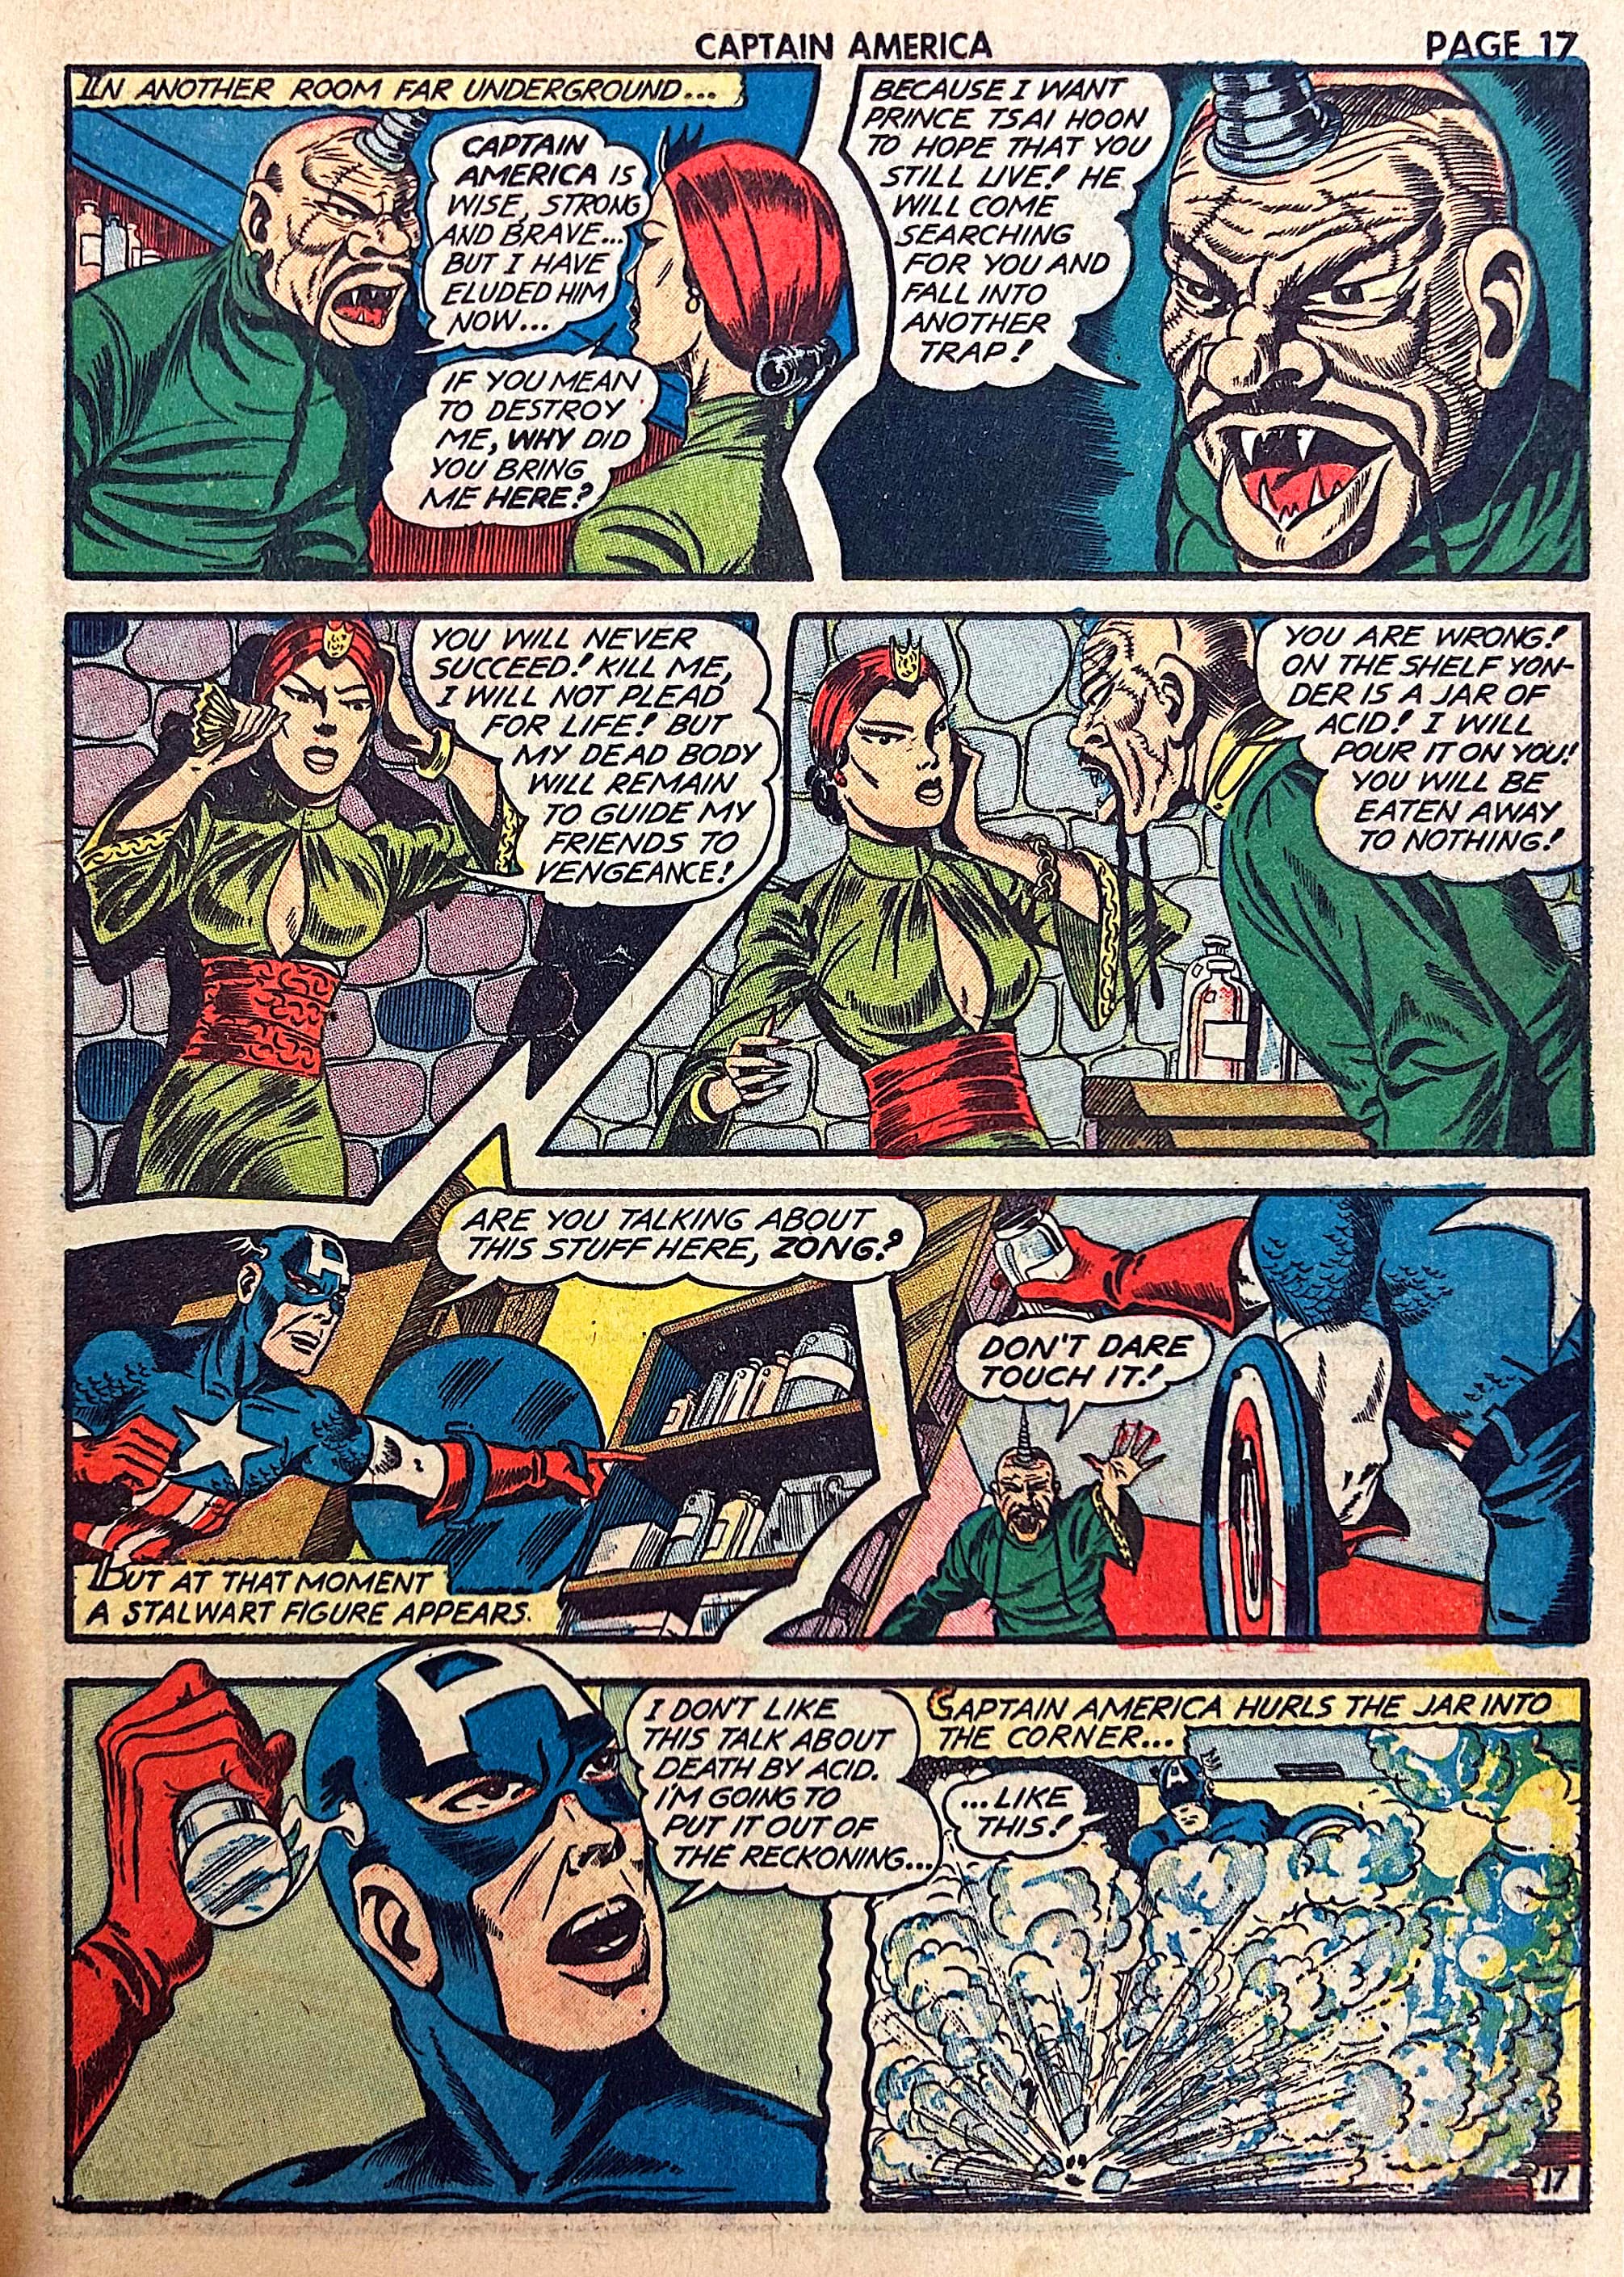 CAPTAIN AMERICA
PAGE 17
IN ANOTHER ROOM FAR UNDERGROUND...
CAPTAIN
AMERICA IS
WISE, STRONG
AND BRAVE...
BUT I HAVE
ELUDED HIM
NOW...
IF YOU MEAN
TO DESTROY
ME, WHY DID
YOU BRING
ME HERE?
BECAUSE I WANT
PRINCE TSAI HOON
TO HOPE THAT YOU
STILL LIVE! HE
WILL COME
SEARCHING
FOR YOU AND
FALL INTO
ANOTHER
TRAP!
YOU WILL NEVER
SUCCEED! KILL ME,
I WILL NOT PLEAD
FOR LIFE! BUT
MY DEAD BODY
WILL REMAIN
TO GUIDE MY
FRIENDS TO
VENGEANCE!
YOU ARE WRONG!
ON THE SHELF YON-
DER IS A JAR OF
ACID! I WILL
POUR IT ON YOU!
YOU WILL BE
EATEN AWAY
TO NOTHING!
ARE YOU TALKING ABOUT
THIS STUFF HERE, ZONG?
BUT AT THAT MOMENT
A STALWART FIGURE APPEARS.
DON'T DARE
TOUCH IT!
I DON'T LIKE
THIS TALK ABOUT
DEATH BY ACID.
I'M GOING TO
PUT IT OUT OF
THE RECKONING...
CAPTAIN AMERICA HURLS THE JAR INTO
THE CORNER...
...LIKE
THIS!
17